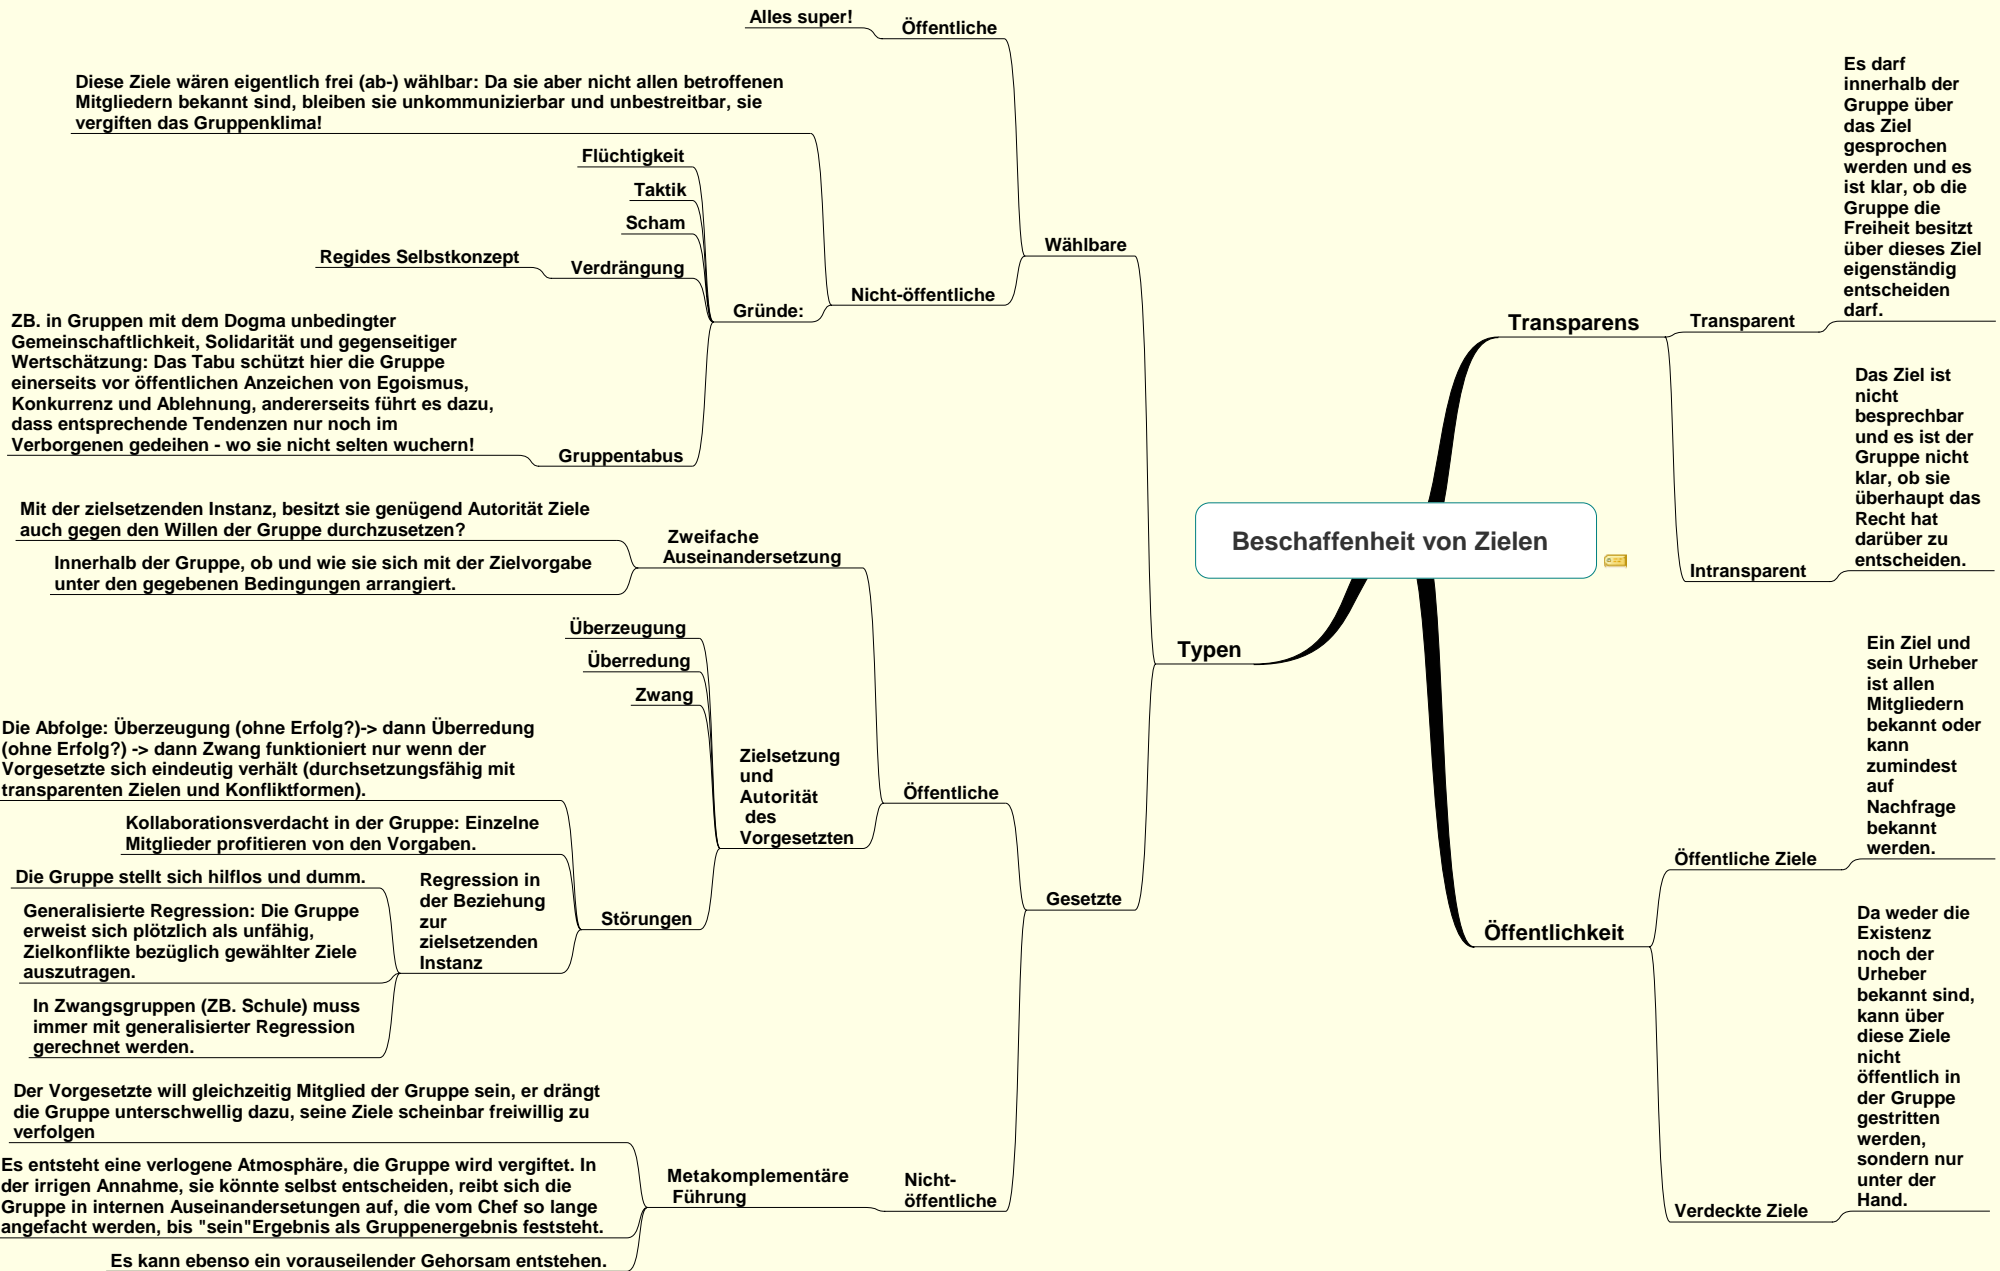 Beschaffenheit von Zielen
Transparens
Transparent
Es darf
innerhalb der
Gruppe über
das Ziel
gesprochen
werden und es
ist klar, ob die
Gruppe die
Freiheit besitzt
über dieses Ziel
eigenständig
entscheiden
darf.
Intransparent
Das Ziel ist
nicht
besprechbar
und es ist der
Gruppe nicht
klar, ob sie
überhaupt das
Recht hat
darüber zu
entscheiden.
Öffentlichkeit
Öffentliche Ziele
Ein Ziel und
sein Urheber
ist allen
Mitgliedern
bekannt oder
kann
zumindest
auf
Nachfrage
bekannt
werden.
Verdeckte Ziele
Da weder die
Existenz
noch der
Urheber
bekannt sind,
kann über
diese Ziele
nicht
öffentlich in
der Gruppe
gestritten
werden,
sondern nur
unter der
Hand.
Typen
Wählbare
Öffentliche
Alles super!
Nicht-öffentliche
Diese Ziele wären eigentlich frei (ab-) wählbar: Da sie aber nicht allen betroffenen
Mitgliedern bekannt sind, bleiben sie unkommunizierbar und unbestreitbar, sie
vergiften das Gruppenklima!
Gründe:
Flüchtigkeit
Taktik
Scham
Verdrängung
Regides Selbstkonzept
Gruppentabus
ZB. in Gruppen mit dem Dogma unbedingter
Gemeinschaftlichkeit, Solidarität und gegenseitiger
Wertschätzung: Das Tabu schützt hier die Gruppe
einerseits vor öffentlichen Anzeichen von Egoismus,
Konkurrenz und Ablehnung, andererseits führt es dazu,
dass entsprechende Tendenzen nur noch im
Verborgenen gedeihen - wo sie nicht selten wuchern!
Gesetzte
Öffentliche
Zweifache
Auseinandersetzung
Mit der zielsetzenden Instanz, besitzt sie genügend Autorität Ziele
auch gegen den Willen der Gruppe durchzusetzen?
Innerhalb der Gruppe, ob und wie sie sich mit der Zielvorgabe
unter den gegebenen Bedingungen arrangiert.
Zielsetzung
und
Autorität
des
Vorgesetzten
Überzeugung
Überredung
Zwang
Störungen
Die Abfolge: Überzeugung (ohne Erfolg?)-> dann Überredung
(ohne Erfolg?) -> dann Zwang funktioniert nur wenn der
Vorgesetzte sich eindeutig verhält (durchsetzungsfähig mit
transparenten Zielen und Konfliktformen).
Kollaborationsverdacht in der Gruppe: Einzelne
Mitglieder profitieren von den Vorgaben.
Regression in
der Beziehung
zur
zielsetzenden
Instanz
Die Gruppe stellt sich hilflos und dumm.
Generalisierte Regression: Die Gruppe
erweist sich plötzlich als unfähig,
Zielkonflikte bezüglich gewählter Ziele
auszutragen.
In Zwangsgruppen (ZB. Schule) muss
immer mit generalisierter Regression
gerechnet werden.
Nicht-
öffentliche
Metakomplementäre
Führung
Der Vorgesetzte will gleichzeitig Mitglied der Gruppe sein, er drängt
die Gruppe unterschwellig dazu, seine Ziele scheinbar freiwillig zu
verfolgen
Es entsteht eine verlogene Atmosphäre, die Gruppe wird vergiftet. In
der irrigen Annahme, sie könnte selbst entscheiden, reibt sich die
Gruppe in internen Auseinandersetungen auf, die vom Chef so lange
angefacht werden, bis "sein"Ergebnis als Gruppenergebnis feststeht.
Es kann ebenso ein vorauseilender Gehorsam entstehen.